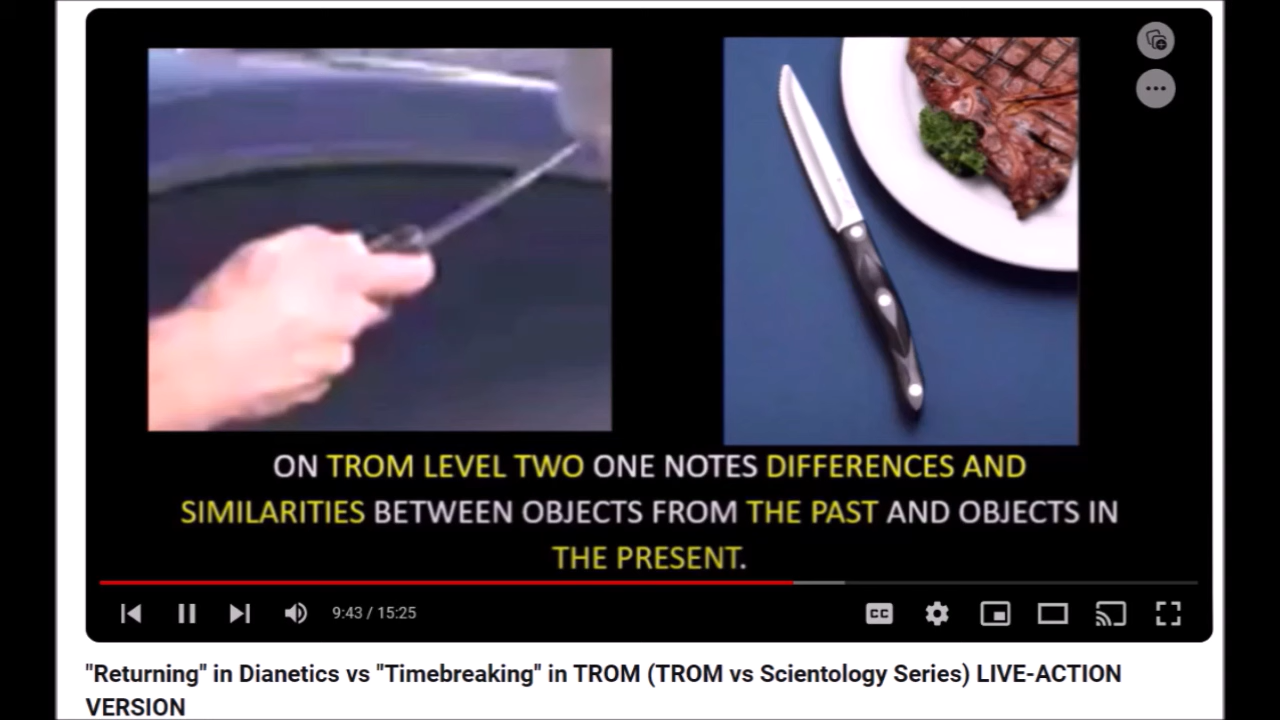 ON TROM LEVEL TWO ONE NOTES DIFFERENCES AND
SIMILARITIES BETWEEN OBJECTS FROM THE PAST AND OBJECTS IN
THE PRESENT.
9:43 / 15:25
CC
"Returning" in Dianetics vs "Timebreaking" in TROM (TROM vs Scientology Series) LIVE-ACTION
VERSION